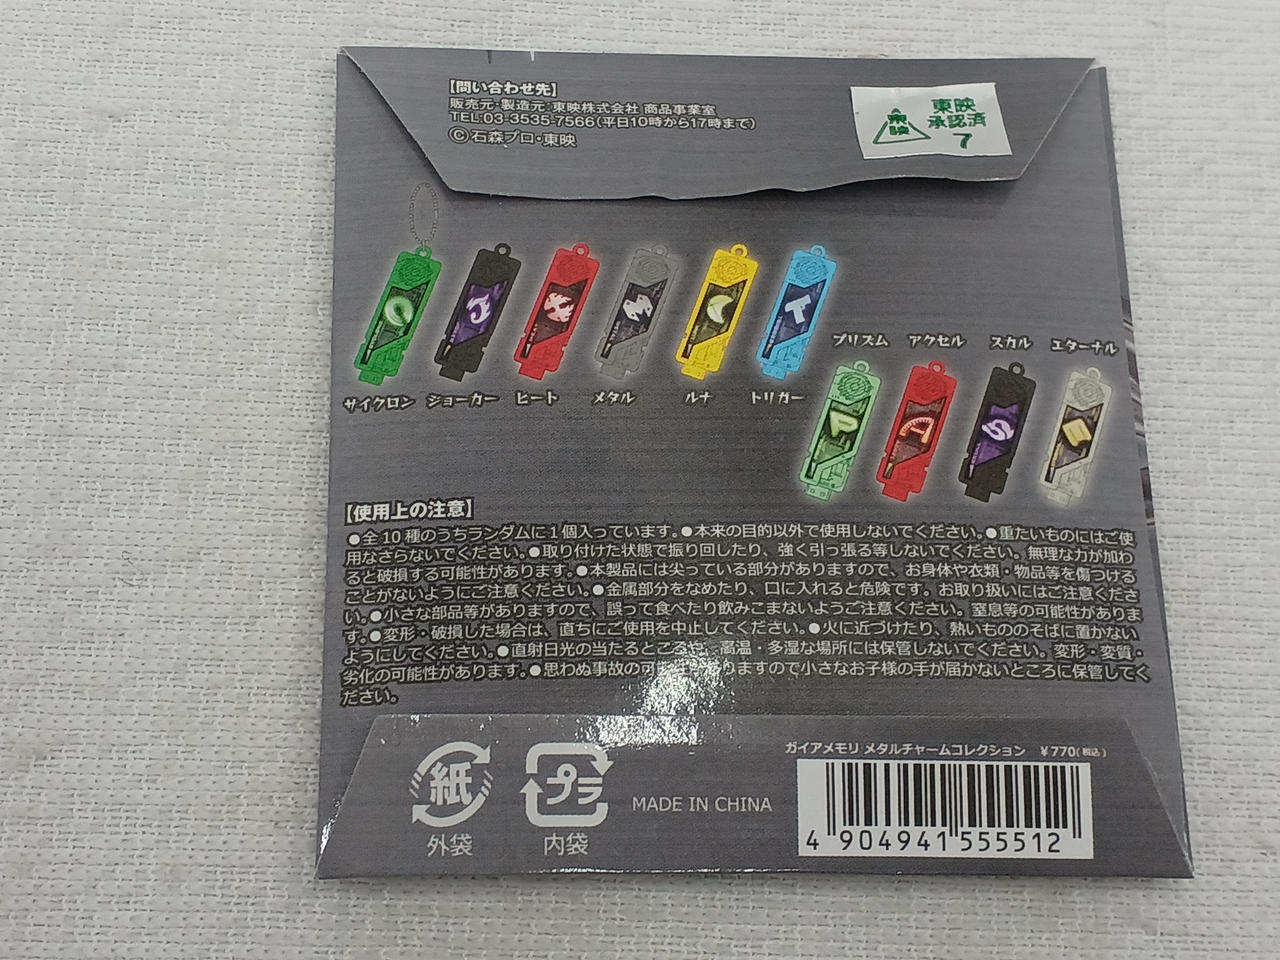 【問い合わせ先】
販売元・製造元:東映株式会社 商品事業室
TEL:03-3535-7566(平日10時から17時まで)
©石森プロ・東映
東映
東映
承認済
7
サイクロン ジョーカー ヒート メタル ルナ トリガー
プリズム アクセル スカル エターナル
【使用上の注意】
●全10種のうちランダムに1個入っています。●本来の目的以外で使用しないでください。●重たいものにはご使
用なさらないでください。●取り付けた状態で振り回したり、強く引っ張る等しないでください。無理な力が加わ
ると破損する可能性があります。●本製品には尖っている部分がありますので、お身体や衣類・物品等を傷つける
ことがないようにご注意ください。●金属部分をなめたり、口に入れると危険です。お取り扱いにはご注意くださ
い。●小さな部品等がありますので、誤って食べたり飲みこまないようご注意ください。窒息等の可能性がありま
す。●変形・破損した場合は、直ちにご使用を中止してください。●火に近づけたり、熱いもののそばに置かない
ようにしてください。●直射日光の当たるところや、高温・多湿な場所には保管しないでください。変形・変質・
劣化の可能性があります。●思わぬ事故の可能性がありますので小さなお子様の手が届かないところに保管してく
ださい。
紙
外袋
プラ
内袋
MADE IN CHINA
ガイアメモリ メタルチャームコレクション ¥770(税込)
4 904941 555512